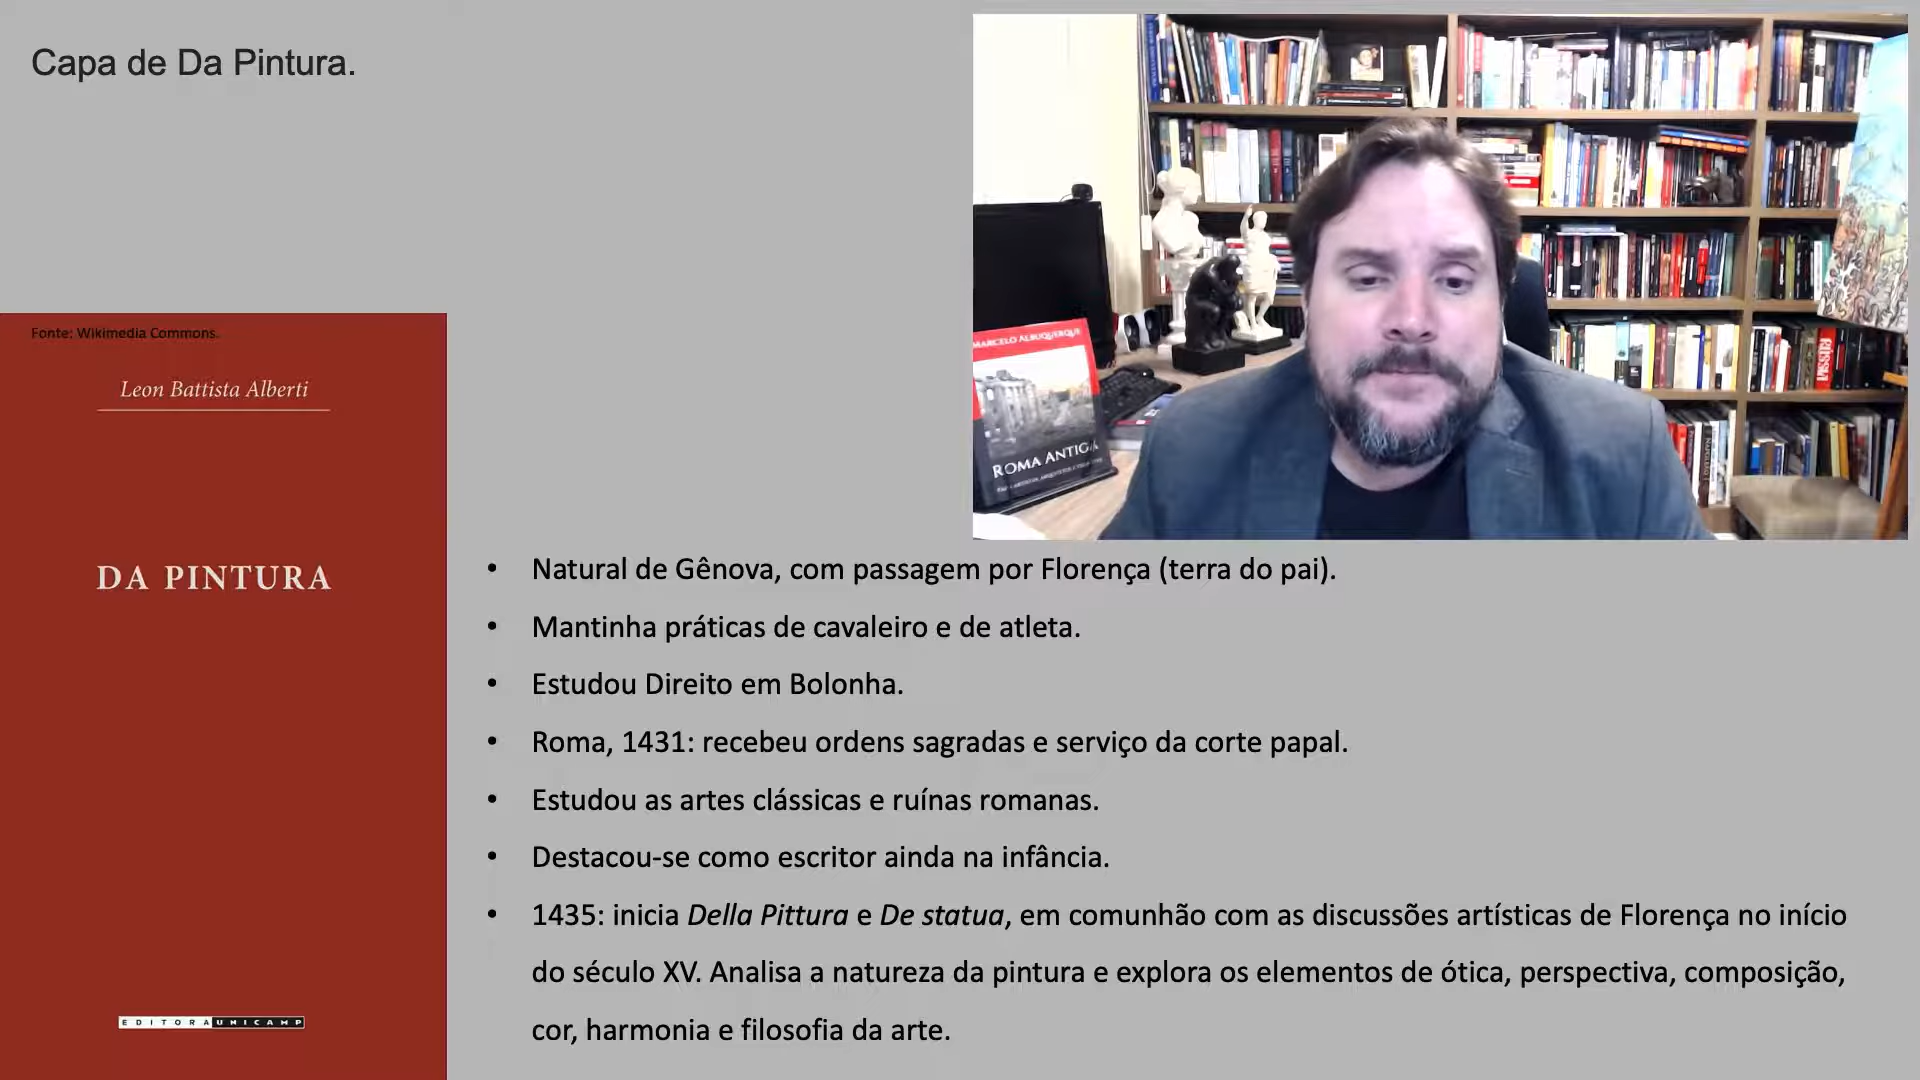 Capa de Da Pintura.
Fonte: Wikimedia Commons.
Leon Battista Alberti
DA PINTURA
EDITORA UNICAMP
MARCELO ALBUQUERQUE
ROMA ANTIGA
• Natural de Gênova, com passagem por Florença (terra do pai).
• Mantinha práticas de cavaleiro e de atleta.
• Estudou Direito em Bolonha.
• Roma, 1431: recebeu ordens sagradas e serviço da corte papal.
• Estudou as artes clássicas e ruínas romanas.
• Destacou-se como escritor ainda na infância.
• 1435: inicia Della Pittura e De statua, em comunhão com as discussões artísticas de Florença no início
do século XV. Analisa a natureza da pintura e explora os elementos de ótica, perspectiva, composição,
cor, harmonia e filosofia da arte.